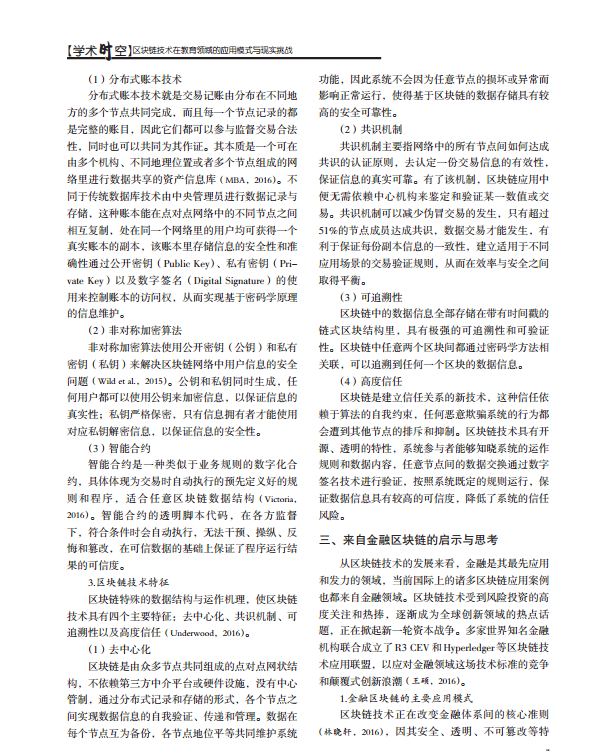 【学术时空】区块链技术在教育领域的应用模式与现实挑战
（1）分布式账本技术
分布式账本技术就是交易记账由分布在不同地
方的多个节点共同完成，而且每一个节点记录的都
是完整的账目，因此它们都可以参与监督交易合法
性，同时也可以共同为其作证。其本质是一个可在
由多个机构、不同地理位置或者多个节点组成的网
络里进行数据共享的资产信息库（MBA，2016）。不
同于传统数据库技术由中央管理员进行数据记录与
存储，这种账本能在点对点网络中的不同节点之间
相互复制，处在同一个网络里的用户均可获得一个
真实账本的副本，该账本里存储信息的安全性和准
确性通过公开密钥（Public Key）、私有密钥（Pri-
vate Key）以及数字签名（Digital Signature）的使
用来控制账本的访问权，从而实现基于密码学原理
的信息维护。
（2）非对称加密算法
非对称加密算法使用公开密钥（公钥）和私有
密钥（私钥）来解决区块链网络中用户信息的安全
问题（Wild et al.，2015）。公钥和私钥同时生成，任
何用户都可以使用公钥来加密信息，以保证信息的
真实性；私钥严格保密，只有信息拥有者才能使用
对应私钥解密信息，以保证信息的安全性。
（3）智能合约
智能合约是一种类似于业务规则的数字化合
约，具体体现为交易时自动执行的预先定义好的规
则和程序，适合任意区块链数据结构（Victoria，
2016）。智能合约的透明脚本代码，在各方监督
下，符合条件时会自动执行，无法干预、操纵、反
悔和篡改，在可信数据的基础上保证了程序运行结
果的可信度。
3.区块链技术特征
区块链特殊的数据结构与运作机理，使区块链
技术具有四个主要特征：去中心化、共识机制、可
追溯性以及高度信任（Underwood，2016）。
（1）去中心化
区块链是由众多节点共同组成的点对点网状结
构，不依赖第三方中介平台或硬件设施，没有中心
管制，通过分布式记录和存储的形式，各个节点之
间实现数据信息的自我验证、传递和管理。数据在
每个节点互为备份，各节点地位平等共同维护系统
功能，因此系统不会因为任意节点的损坏或异常而
影响正常运行，使得基于区块链的数据存储具有较
高的安全可靠性。
（2）共识机制
共识机制主要指网络中的所有节点间如何达成
共识的认证原则，去认定一份交易信息的有效性，
保证信息的真实可靠。有了该机制，区块链应用中
便无需依赖中心机构来鉴定和验证某一数值或交
易。共识机制可以减少伪冒交易的发生，只有超过
51%的节点成员达成共识，数据交易才能发生，有
利于保证每份副本信息的一致性，建立适用于不同
应用场景的交易验证规则，从而在效率与安全之间
取得平衡。
（3）可追溯性
区块链中的数据信息全部存储在带有时间戳的
链式区块结构里，具有极强的可追溯性和可验证
性。区块链中任意两个区块间都通过密码学方法相
关联，可以追溯到任何一个区块的数据信息。
（4）高度信任
区块链是建立信任关系的新技术，这种信任依
赖于算法的自我约束，任何恶意欺骗系统的行为都
会遭到其他节点的排斥和抑制。区块链技术具有开
源、透明的特性，系统参与者能够知晓系统的运作
规则和数据内容，任意节点间的数据交换通过数字
签名技术进行验证，按照系统既定的规则运行，保
证数据信息具有较高的可信度，降低了系统的信任
风险。
三、来自金融区块链的启示与思考
从区块链技术的发展来看，金融是其最先应用
和发力的领域，当前国际上的诸多区块链应用案例
也都来自金融领域。区块链技术受到风险投资的高
度关注和热捧，逐渐成为全球创新领域的热点话
题，正在掀起新一轮资本战争。多家世界知名金融
机构联合成立了 R3 CEV 和 Hyperledger 等区块链技
术应用联盟，以应对金融领域这场技术标准的竞争
和颠覆式创新浪潮（王硕，2016）。
1.金融区块链的主要应用模式
区块链技术正在改变金融体系间的核心准则
（林晓轩，2016），因其安全、透明、不可篡改等特